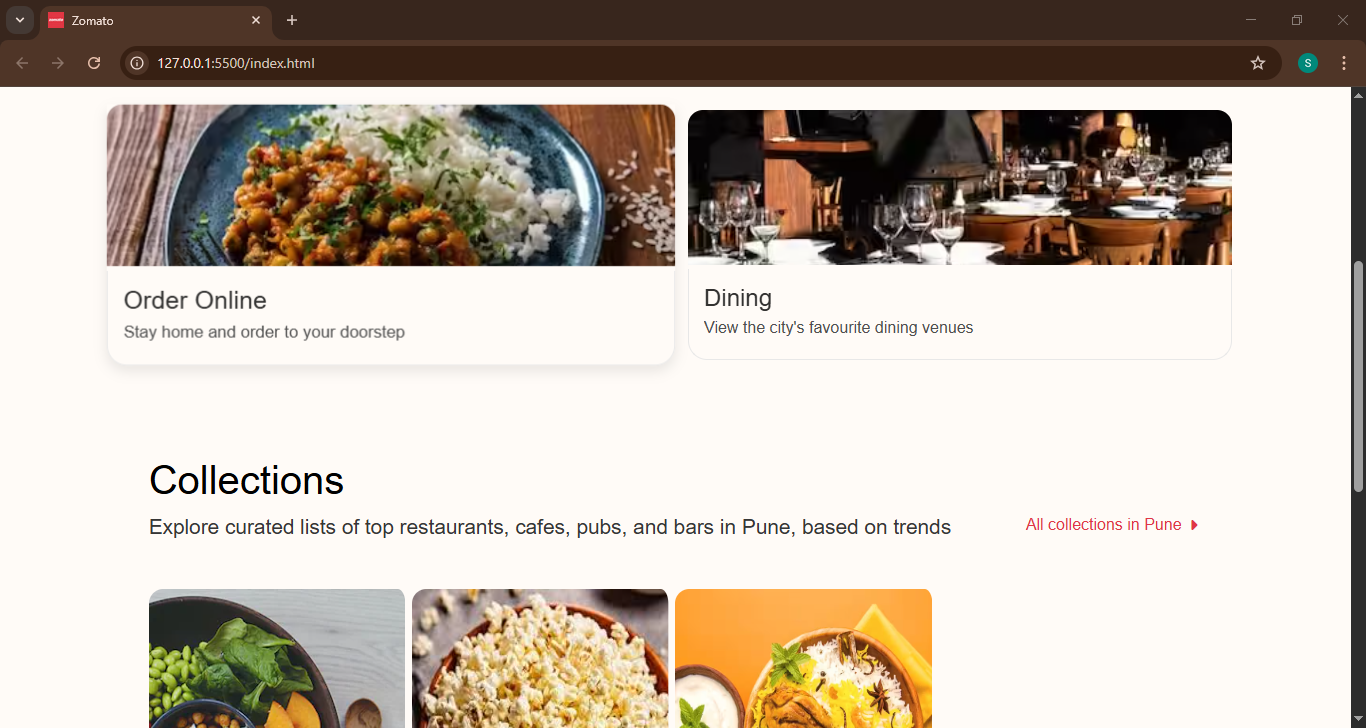 Zomato
127.0.0.1:5500/index.html
S
Order Online
Stay home and order to your doorstep
Dining
View the city's favourite dining venues
Collections
Explore curated lists of top restaurants, cafes, pubs, and bars in Pune, based on trends
All collections in Pune